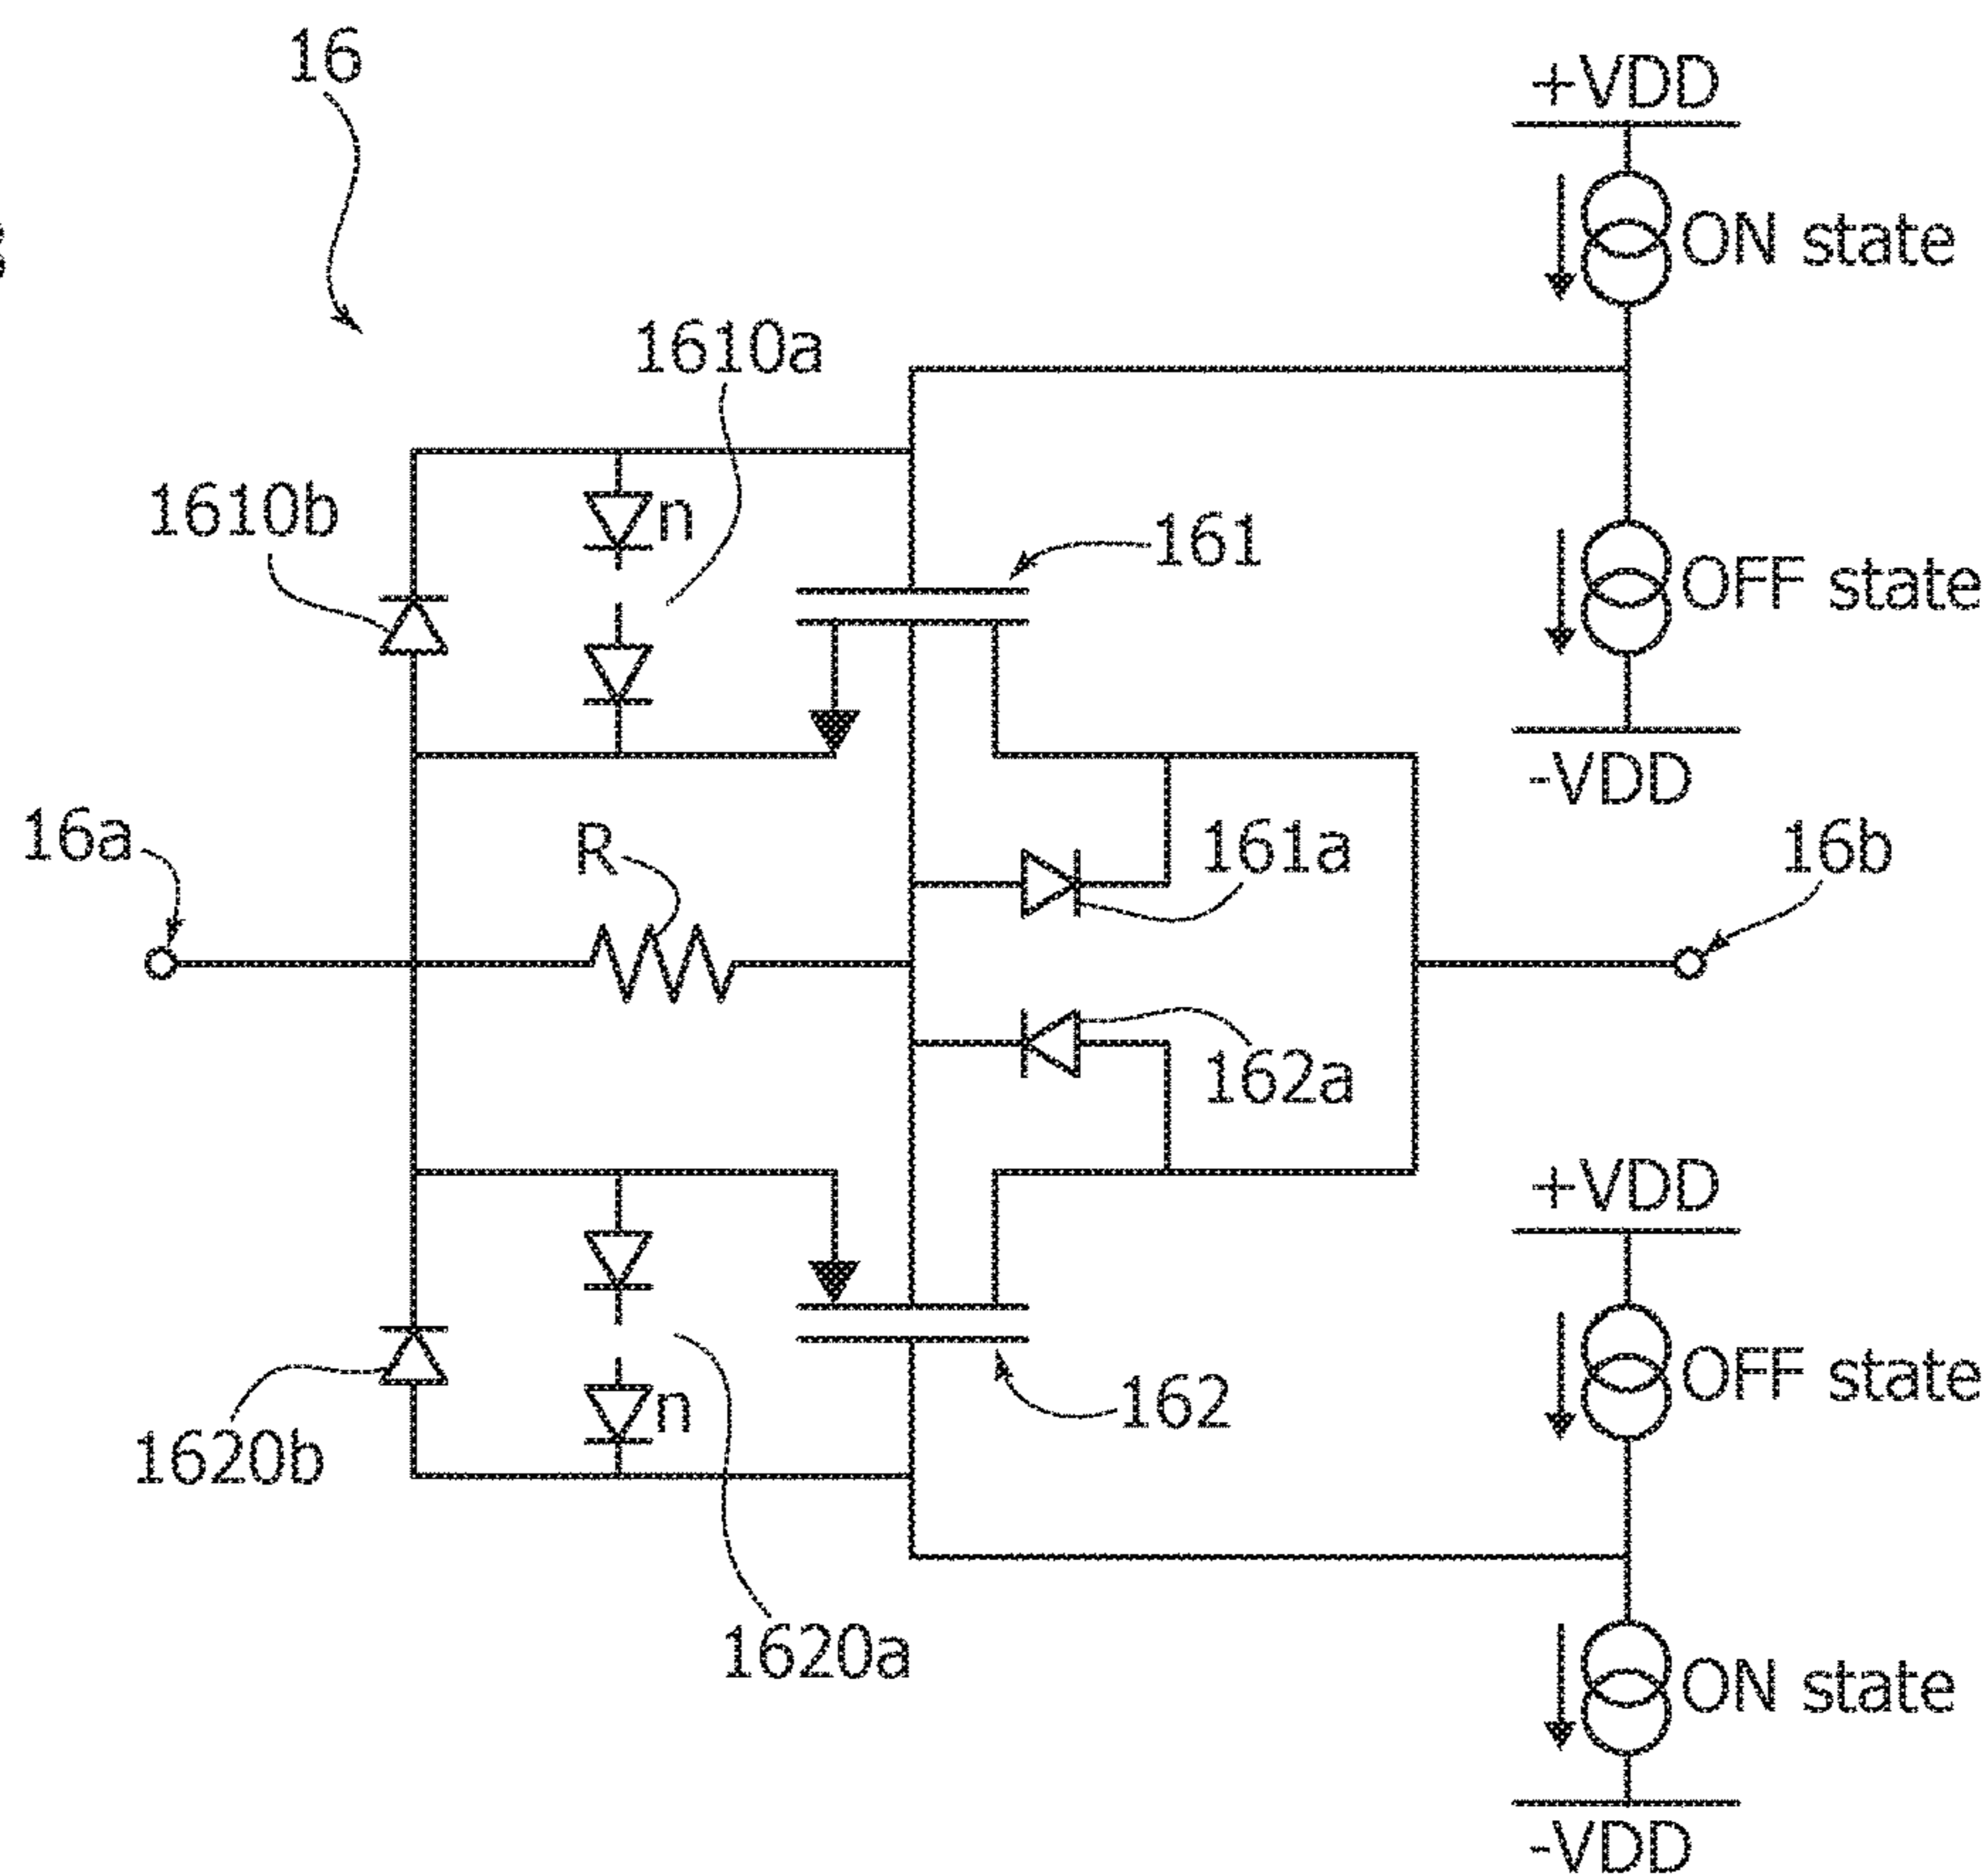 16
+VDD
ON state
1610a
1610b
n
161
OFF state
-VDD
16a
R
161a
16b
162a
+VDD
162
OFF state
1620b
n
1620a
ON state
-VDD